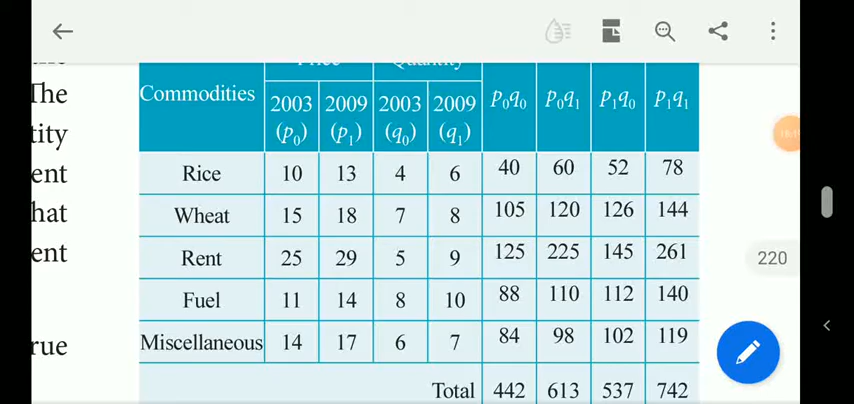 The
tity
ent
hat
ent
rue
Price Quantity
Commodities 2003 2009 2003 2009 p₀q₀ p₀q₁ p₁q₀ p₁q₁
(p₀) (p₁) (q₀) (q₁)
Rice 10 13 4 6 40 60 52 78
Wheat 15 18 7 8 105 120 126 144
Rent 25 29 5 9 125 225 145 261
Fuel 11 14 8 10 88 110 112 140
Miscellaneous 14 17 6 7 84 98 102 119
Total 442 613 537 742
220